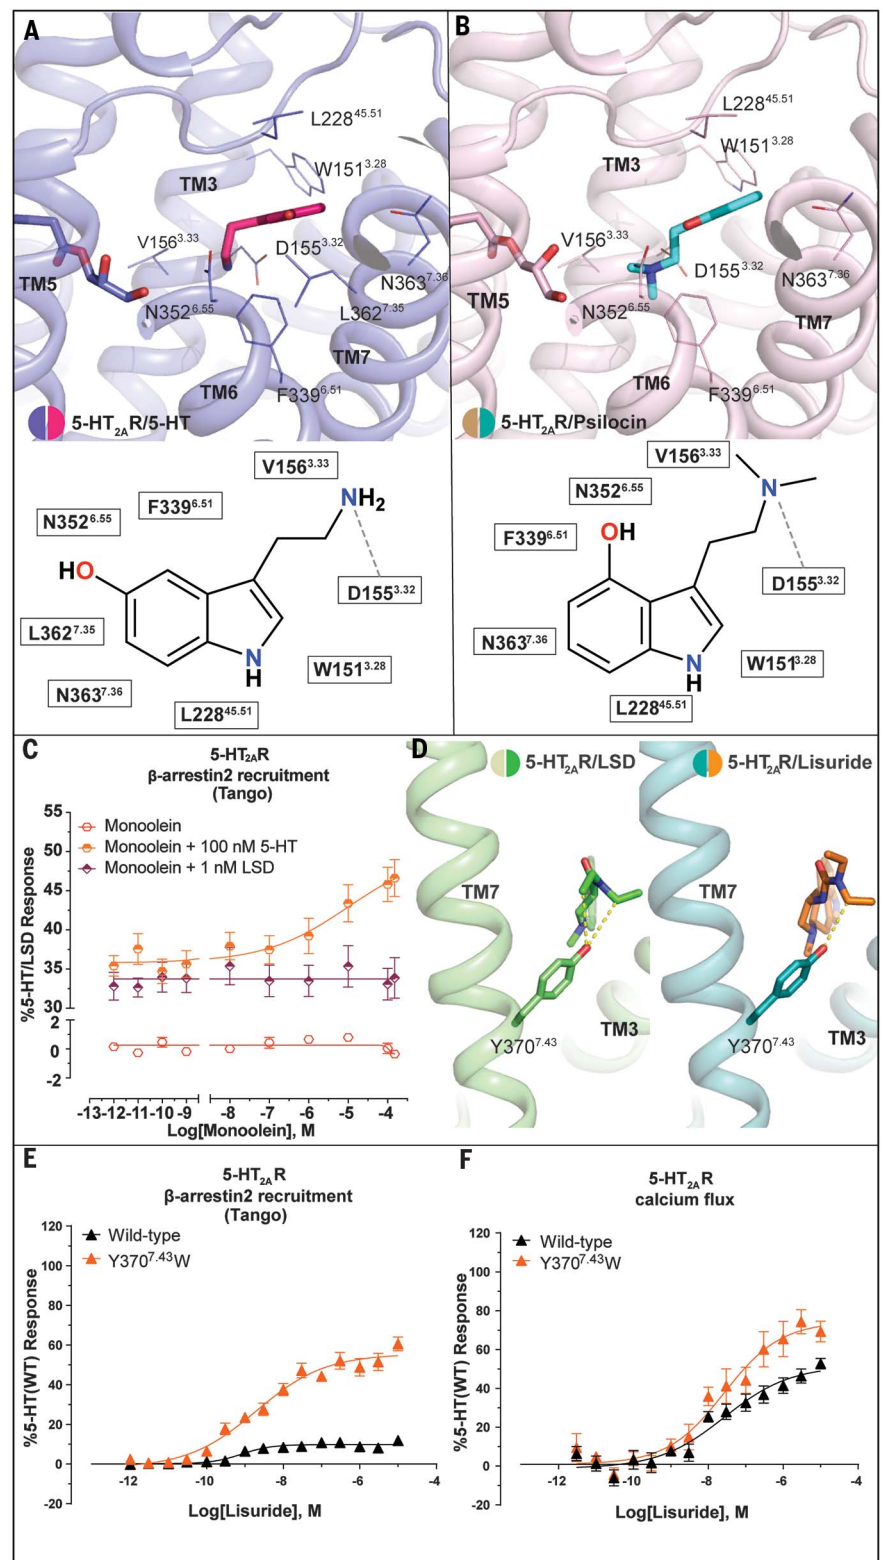 A
L228^45.51
W151^3.28
TM3
V156^3.33
D155^3.32
TM5
N363^7.36
N352^6.55
L362^7.35
TM7
TM6
F339^6.51
5-HT_2A R/5-HT
V156^3.33
F339^6.51
NH2
N352^6.55
HO
D155^3.32
L362^7.35
W151^3.28
N
H
N363^7.36
L228^45.51
B
L228^45.51
W151^3.28
TM3
V156^3.33
D155^3.32
N363^7.36
TM5
N352^6.55
TM7
TM6
F339^6.51
5-HT_2A R/Psilocin
V156^3.33
N
N352^6.55
OH
F339^6.51
D155^3.32
N363^7.36
W151^3.28
N
H
L228^45.51
C
5-HT2AR
β-arrestin2 recruitment
(Tango)
Monoolein
Monoolein + 100 nM 5-HT
Monoolein + 1 nM LSD
%5-HT/LSD Response
55
50
45
40
35
30
2
0
-2
-13 -12 -11 -10 -9 -8 -7 -6 -5 -4
Log[Monoolein], M
D
5-HT2AR/LSD
TM7
Y370^7.43
TM3
5-HT2AR/Lisuride
TM7
Y370^7.43
TM3
E
5-HT2AR
β-arrestin2 recruitment
(Tango)
Wild-type
Y370^7.43W
%5-HT(WT) Response
120
100
80
60
40
20
0
-20
-12 -10 -8 -6 -4
Log[Lisuride], M
F
5-HT2AR
calcium flux
Wild-type
Y370^7.43W
%5-HT(WT) Response
120
100
80
60
40
20
0
-20
-12 -10 -8 -6 -4
Log[Lisuride], M